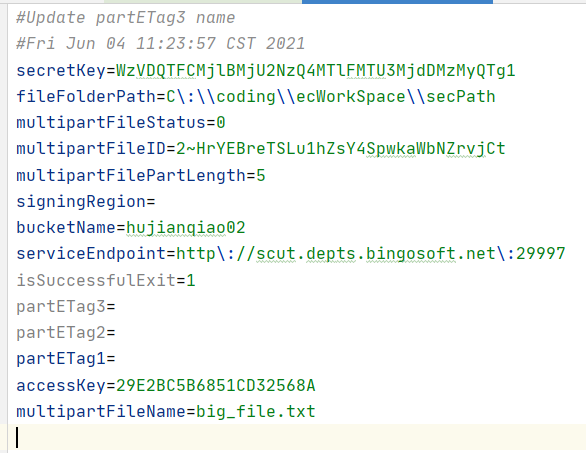 #Update partETag3 name
#Fri Jun 04 11:23:57 CST 2021
secretKey=WzVDQTFCMjlBMjU2NzQ4MTlFMTU3MjdDMzMyQTg1
fileFolderPath=C\:\\coding\\ecWorkSpace\\secPath
multipartFileStatus=0
multipartFileID=2~HrYEBreTSLu1hZsY4SpwkaWbNZrvjCt
multipartFilePartLength=5
signingRegion=
bucketName=hujianqiao02
serviceEndpoint=http\://scut.depts.bingosoft.net\:29997
isSuccessfulExit=1
partETag3=
partETag2=
partETag1=
accessKey=29E2BC5B6851CD32568A
multipartFileName=big_file.txt